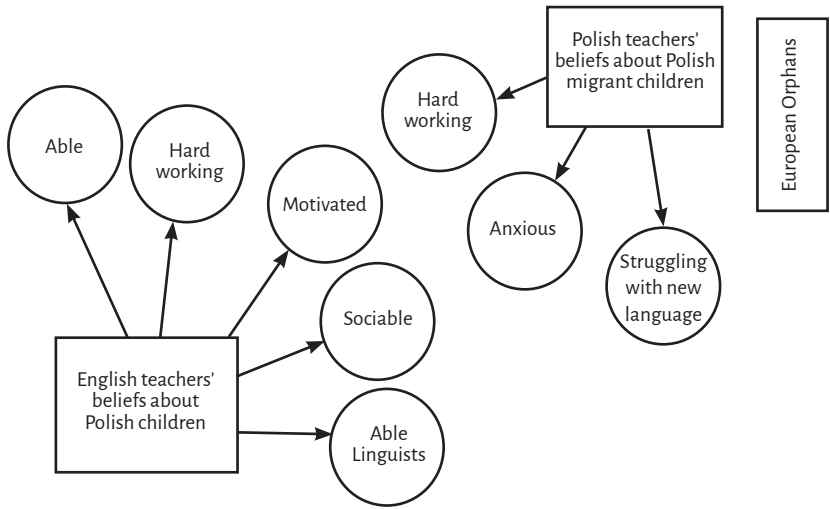 Polish teachers’
beliefs about Polish
migrant children
European Orphans
Hard
working
Anxious
Struggling
with new
language
Able
Hard
working
Motivated
Sociable
Able
Linguists
English teachers’
beliefs about
Polish children